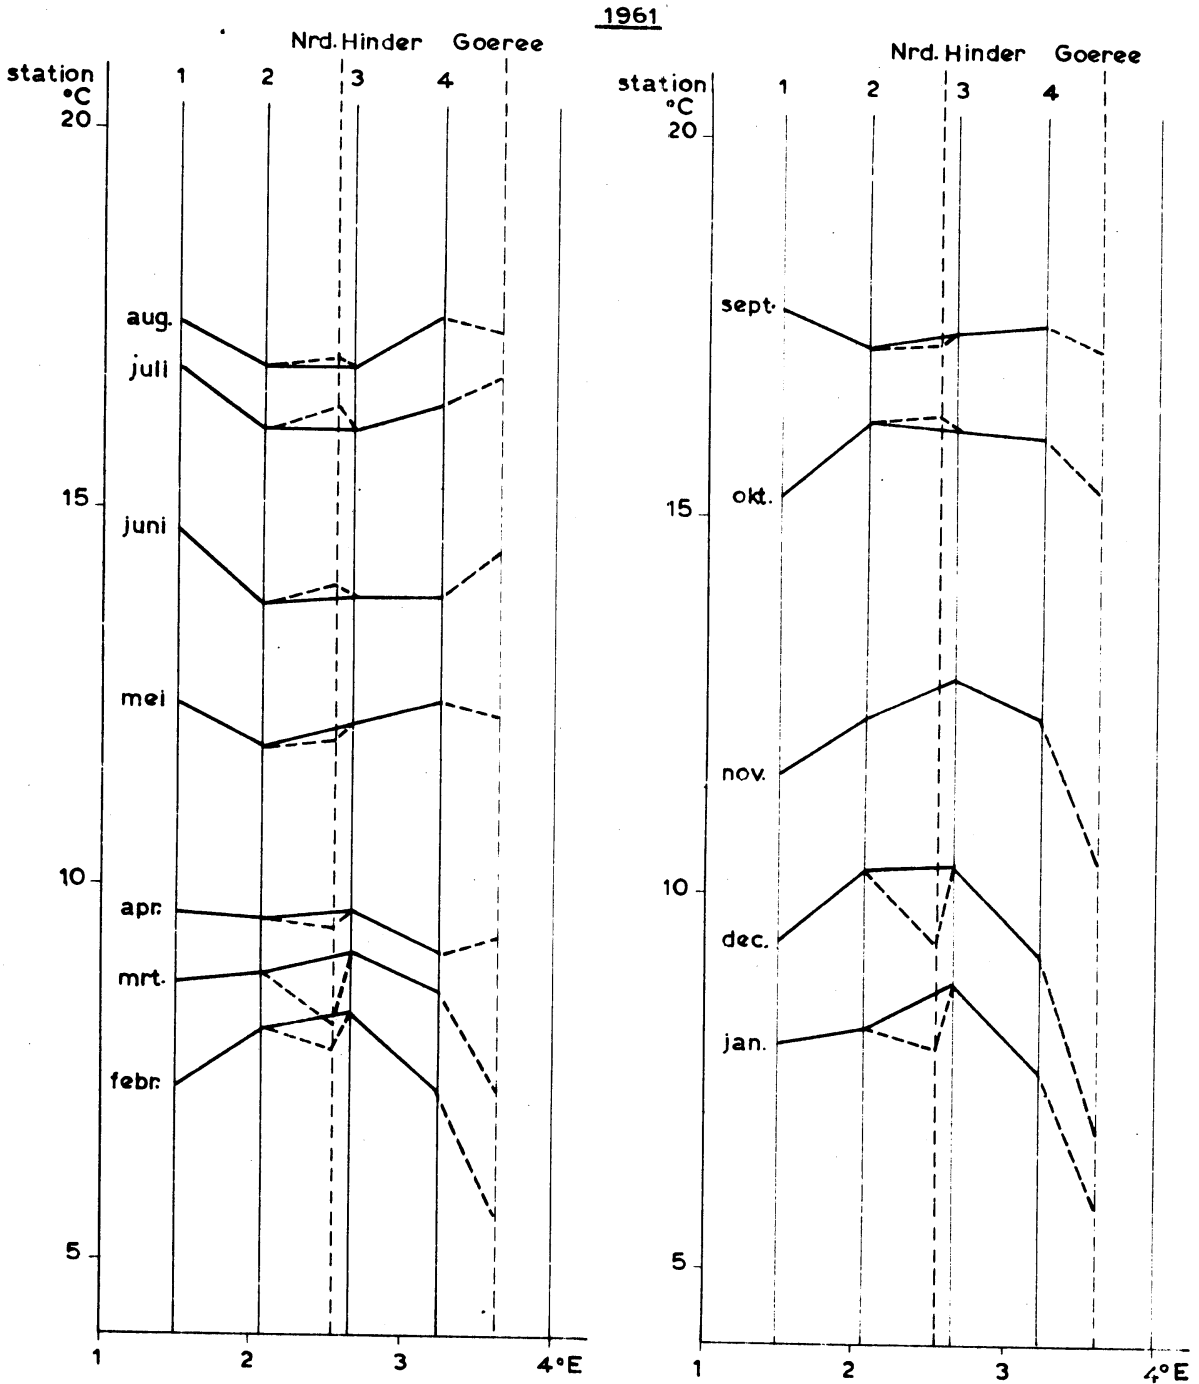 1961
Nrd. Hinder Goeree
station 1 2 3 4
°C
20
aug.
juli
15
juni
mei
10
apr.
mrt.
febr.
5
1 2 3 4°E
Nrd. Hinder Goeree
station 1 2 3 4
°C
20
sept.
okt.
15
nov.
10
dec.
jan.
5
1 2 3 4°E